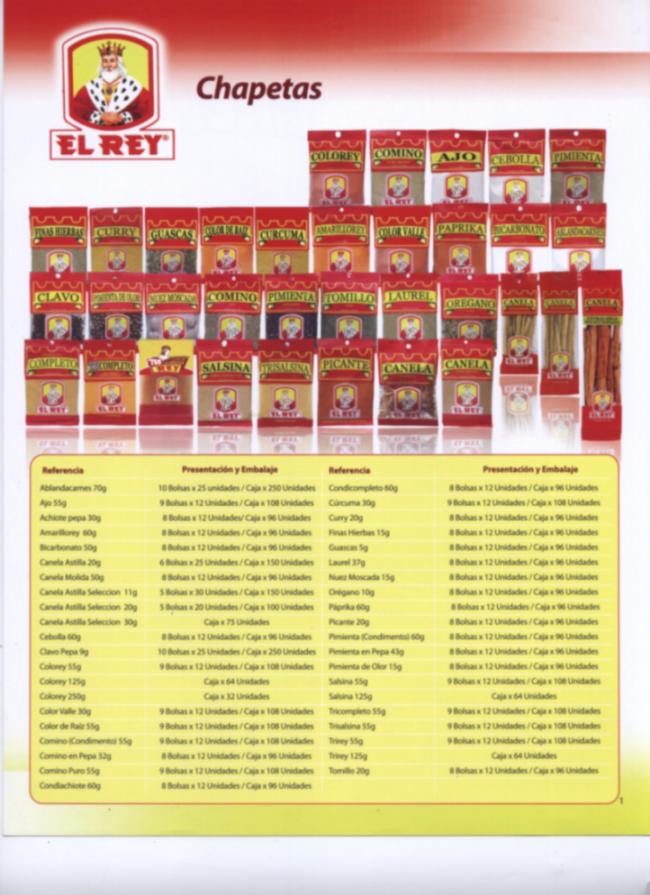 Chapetas
EL REY®
COLOREY COMINO AJO CEBOLLA PIMIENTA
FINAS HIERBAS CURRY GUASCAS COLOR DE RAIZ CURCUMA AMARILLOREY COLOR VALLE PAPRIKA BICARBONATO ABLANDACARNES
CLAVO PIMIENTA DE OLOR NUEZ MOSCADA COMINO PIMIENTA TOMILLO LAUREL OREGANO CANELA CANELA CANELA
COMPLETO TRICOMPLETO REY SALSINA TRISALSINA PICANTE CANELA CANELA
Referencia Presentación y Embalaje Referencia Presentación y Embalaje
Ablandacarnes 70g 10 Bolsas x 25 unidades / Caja x 250 Unidades Condicompleto 60g 8 Bolsas x 12 Unidades / Caja x 96 Unidades
Ajo 55g 9 Bolsas x 12 Unidades / Caja x 108 Unidades Cúrcuma 30g 9 Bolsas x 12 Unidades / Caja x 108 Unidades
Achiote pepa 30g 8 Bolsas x 12 Unidades/ Caja x 96 Unidades Curry 20g 8 Bolsas x 12 Unidades / Caja x 96 Unidades
Amarillorey 60g 8 Bolsas x 12 Unidades / Caja x 96 Unidades Finas Hierbas 15g 8 Bolsas x 12 Unidades / Caja x 96 Unidades
Bicarbonato 50g 8 Bolsas x 12 Unidades / Caja x 96 Unidades Guascas 5g 8 Bolsas x 12 Unidades / Caja x 96 Unidades
Canela Astilla 20g 6 Bolsas x 25 Unidades / Caja x 150 Unidades Laurel 37g 8 Bolsas x 12 Unidades / Caja x 96 Unidades
Canela Molida 50g 8 Bolsas x 12 Unidades / Caja x 96 Unidades Nuez Moscada 15g 8 Bolsas x 12 Unidades / Caja x 96 Unidades
Canela Astilla Seleccion 11g 5 Bolsas x 30 Unidades / Caja x 150 Unidades Orégano 10g 8 Bolsas x 12 Unidades / Caja x 96 Unidades
Canela Astilla Seleccion 20g 5 Bolsas x 20 Unidades / Caja x 100 Unidades Páprika 60g 8 Bolsas x 12 Unidades / Caja x 96 Unidades
Canela Astilla Seleccion 30g Caja x 75 Unidades Picante 20g 8 Bolsas x 12 Unidades / Caja x 96 Unidades
Cebolla 60g 8 Bolsas x 12 Unidades / Caja x 96 Unidades Pimienta (Condimento) 60g 8 Bolsas x 12 Unidades / Caja x 96 Unidades
Clavo Pepa 9g 10 Bolsas x 25 Unidades / Caja x 250 Unidades Pimienta en Pepa 43g 8 Bolsas x 12 Unidades / Caja x 96 Unidades
Colorey 55g 9 Bolsas x 12 Unidades / Caja x 108 Unidades Pimienta de Olor 15g 8 Bolsas x 12 Unidades / Caja x 96 Unidades
Colorey 125g Caja x 64 Unidades Salsina 55g 9 Bolsas x 12 Unidades / Caja x 108 Unidades
Colorey 250g Caja x 32 Unidades Salsina 125g Caja x 64 Unidades
Color Valle 30g 9 Bolsas x 12 Unidades / Caja x 108 Unidades Tricompleto 55g 9 Bolsas x 12 Unidades / Caja x 108 Unidades
Color de Raíz 55g 9 Bolsas x 12 Unidades / Caja x 108 Unidades Trisalsina 55g 9 Bolsas x 12 Unidades / Caja x 108 Unidades
Comino (Condimento) 55g 9 Bolsas x 12 Unidades / Caja x 108 Unidades Trirey 55g 9 Bolsas x 12 Unidades / Caja x 108 Unidades
Comino en Pepa 32g 8 Bolsas x 12 Unidades / Caja x 96 Unidades Trirey 125g Caja x 64 Unidades
Comino Puro 55g 9 Bolsas x 12 Unidades / Caja x 108 Unidades Tomillo 20g 8 Bolsas x 12 Unidades / Caja x 96 Unidades
Condiachiote 60g 8 Bolsas x 12 Unidades / Caja x 96 Unidades
1